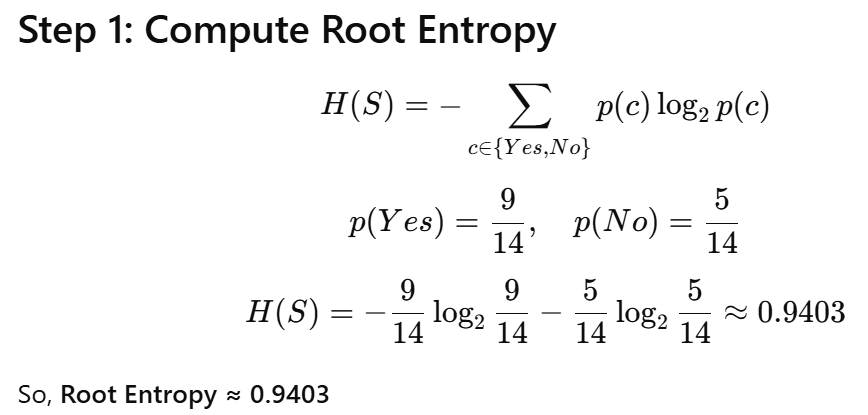 Step 1: Compute Root Entropy
H(S) = − ∑_{c∈{Yes,No}} p(c) log₂ p(c)
p(Yes) = 9/14, p(No) = 5/14
H(S) = − 9/14 log₂ 9/14 − 5/14 log₂ 5/14 ≈ 0.9403
So, Root Entropy ≈ 0.9403